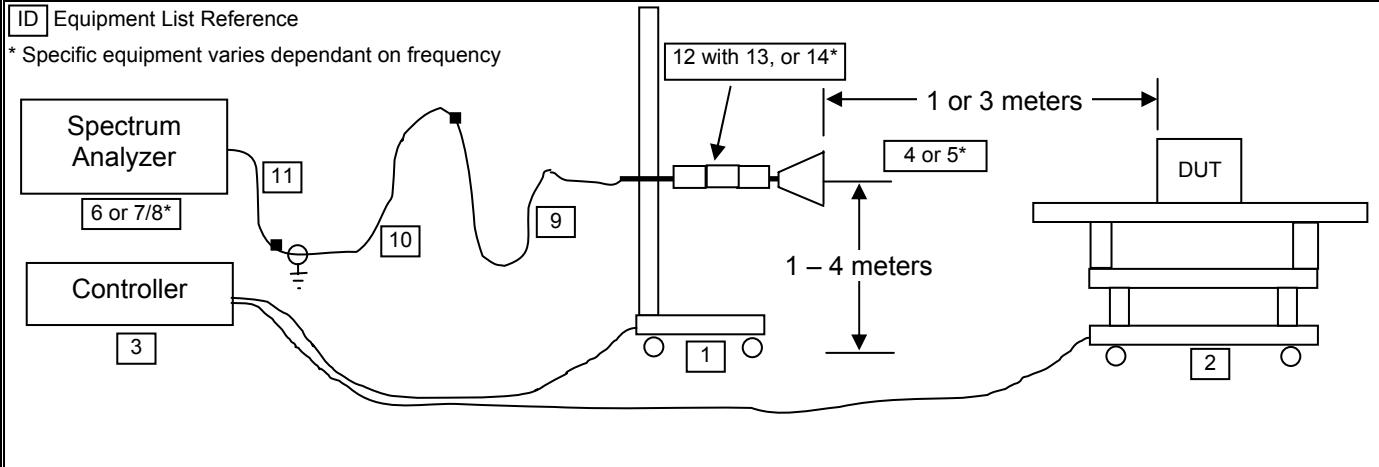 ID Equipment List Reference
* Specific equipment varies dependant on frequency
12 with 13, or 14*
1 or 3 meters
Spectrum
Analyzer
11
4 or 5*
DUT
6 or 7/8*
10
9
1 – 4 meters
Controller
3
1
2